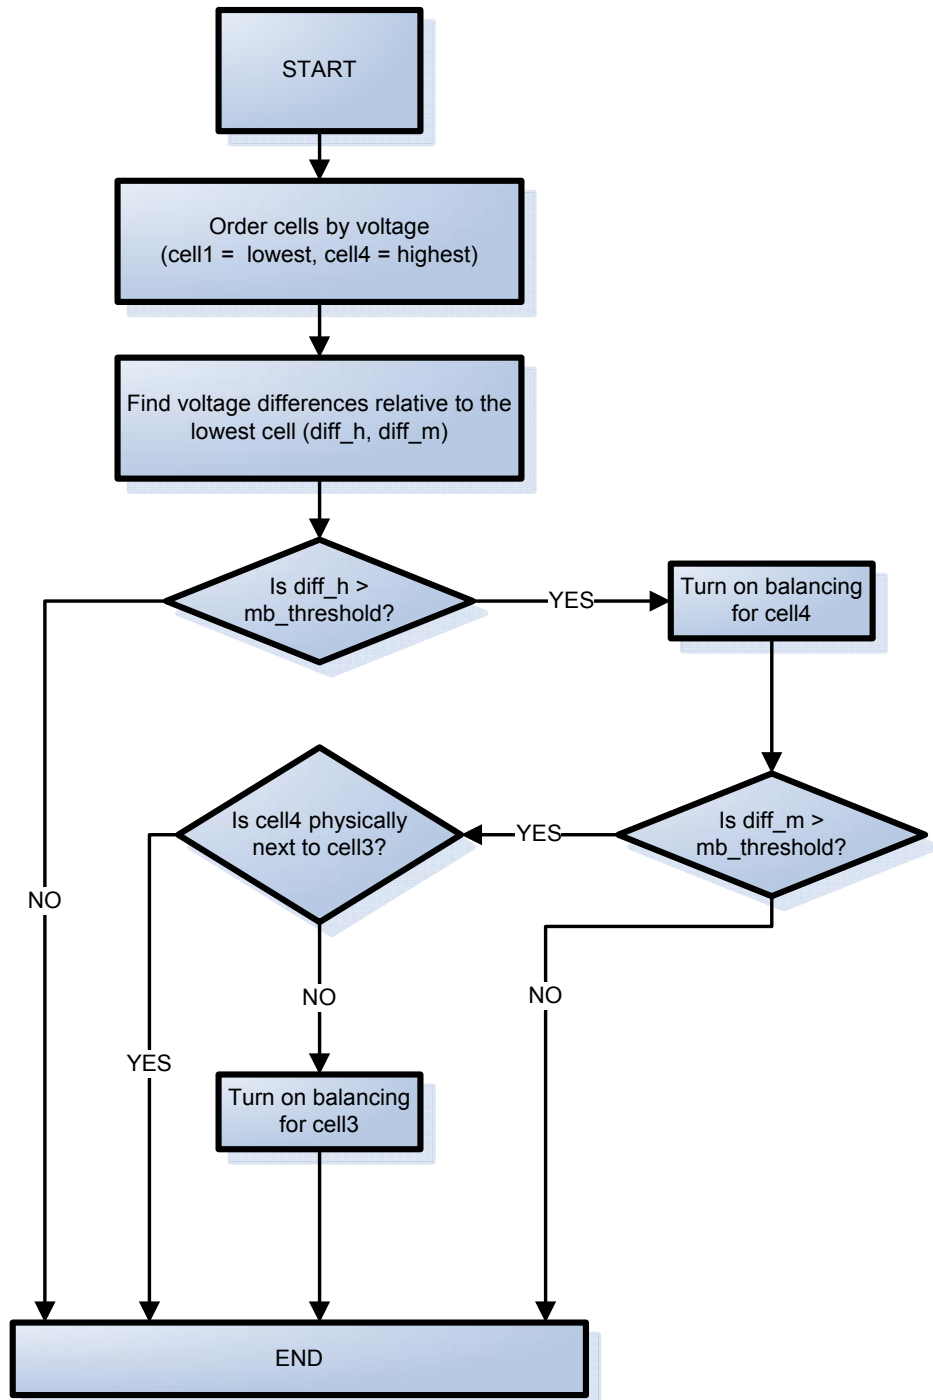 START
Order cells by voltage
(cell1 = lowest, cell4 = highest)
Find voltage differences relative to the
lowest cell (diff_h, diff_m)
Is diff_h >
mb_threshold?
YES
Turn on balancing
for cell4
Is cell4 physically
next to cell3?
YES
Is diff_m >
mb_threshold?
NO
NO
NO
YES
Turn on balancing
for cell3
END